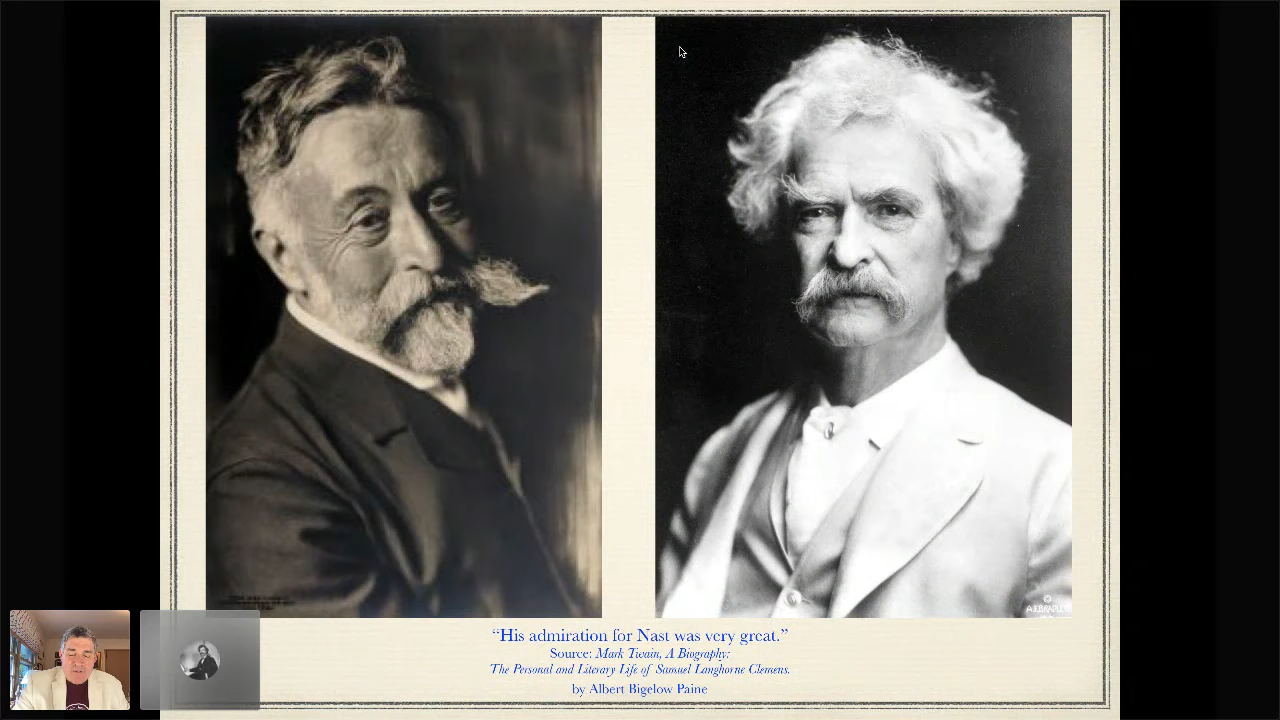 A.F.BRADLEY
“His admiration for Nast was very great.”
Source: Mark Twain, A Biography:
The Personal and Literary Life of Samuel Langhorne Clemens.
by Albert Bigelow Paine